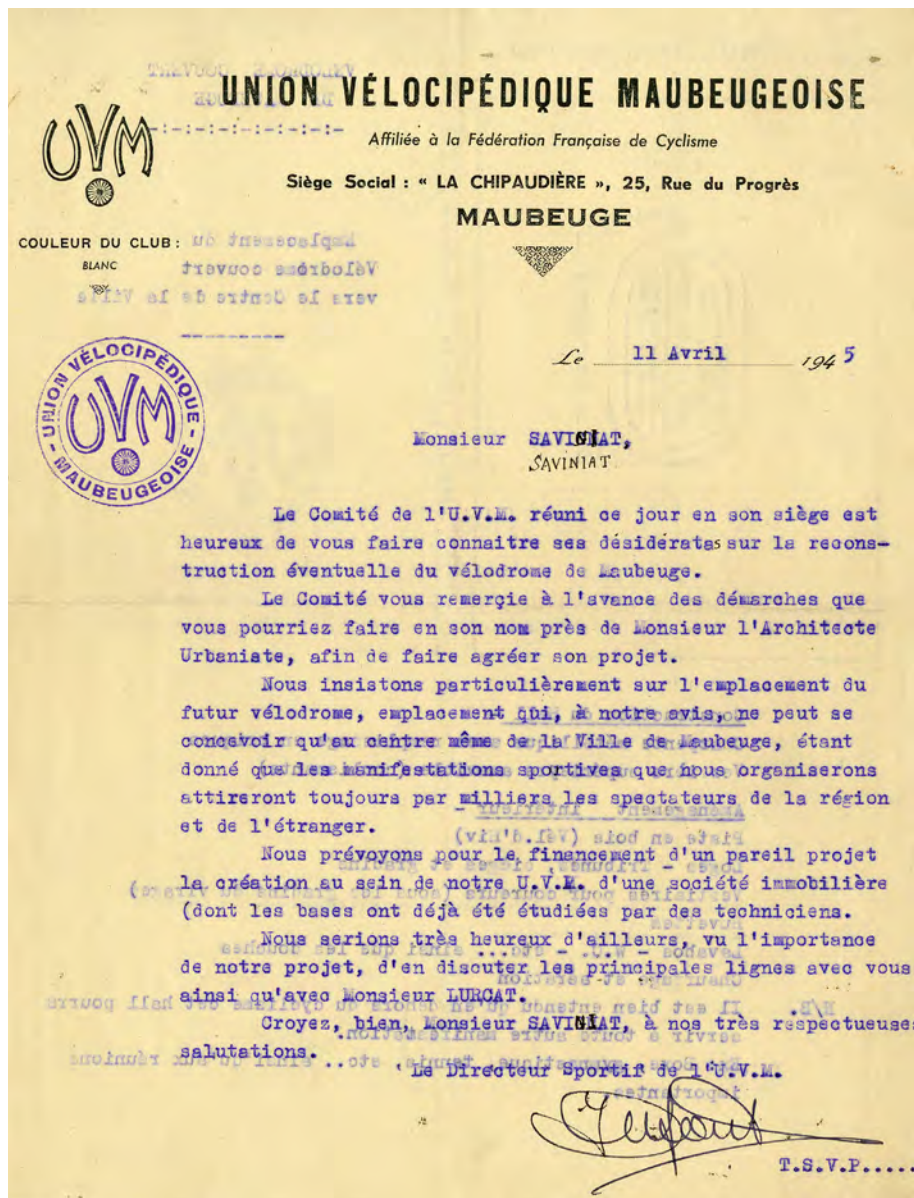 UNION VÉLOCIPÉDIQUE MAUBEUGEOISE
UVM
Affiliée à la Fédération Française de Cyclisme
Siège Social : « LA CHIPAUDIÈRE », 25, Rue du Progrès
MAUBEUGE
COULEUR DU CLUB :
BLANC
Le 11 Avril 1945
UNION VÉLOCIPÉDIQUE
UVM
MAUBEUGEOISE
Monsieur SAVINIAT,
SAVINIAT
Le Comité de l'U.V.M. réuni ce jour en son siège est
heureux de vous faire connaitre ses désidératas sur la recons-
truction éventuelle du vélodrome de Maubeuge.
Le Comité vous remerçie à l'avance des démarches que
vous pourriez faire en son nom près de Monsieur l'Architecte
Urbaniste, afin de faire agréer son projet.
Nous insistons particulièrement sur l'emplacement du
futur vélodrome, emplacement qui, à notre avis, ne peut se
concevoir qu'au centre même de la Ville de Maubeuge, étant
donné que les manifestations sportives que nous organiserons
attireront toujours par milliers les spectateurs de la région
et de l'étranger.
Nous prévoyons pour le financement d'un pareil projet
la création au sein de notre U.V.M. d'une société immobilière
(dont les bases ont déjà été étudiées par des techniciens.
Nous serions très heureux d'ailleurs, vu l'importance
de notre projet, d'en discuter les principales lignes avec vous
ainsi qu'avec Monsieur LURCAT.
Croyez, bien, Monsieur SAVINIAT, à nos très respectueuses
salutations.
Le Directeur Sportif de l'U.V.M.
T.S.V.P.....